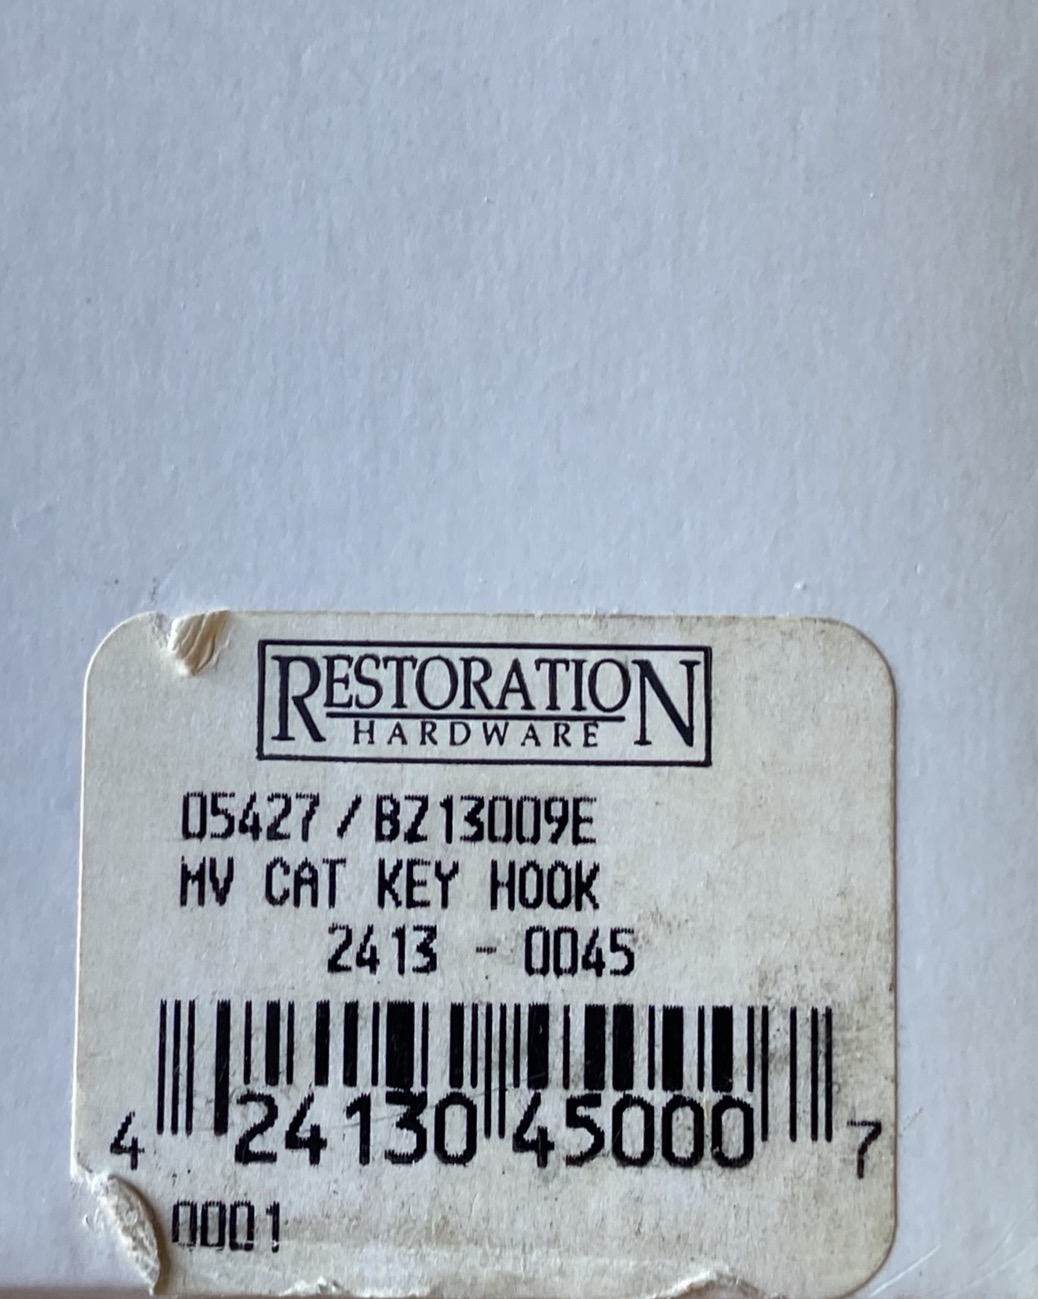 RESTORATION
HARDWARE
05427/BZ13009E
MV CAT KEY HOOK
2413 - 0045
4 24130 45000 7
0001